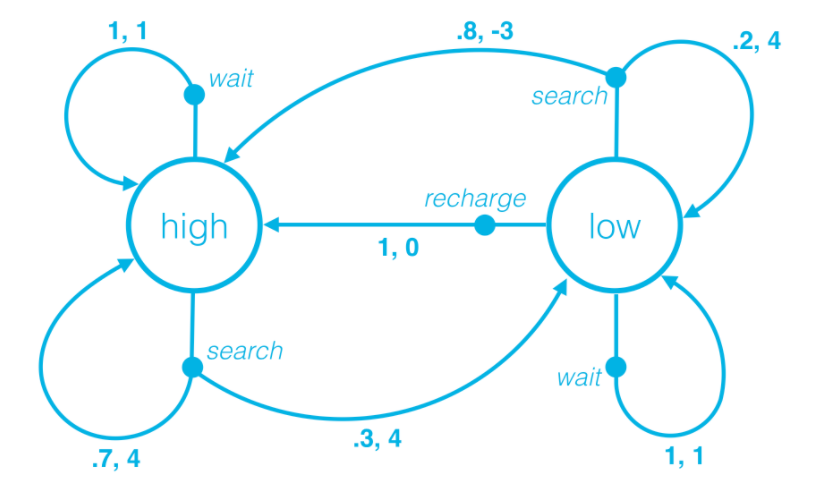 1, 1
.8, -3
.2, 4
wait
search
recharge
high
low
1, 0
search
wait
.3, 4
.7, 4
1, 1